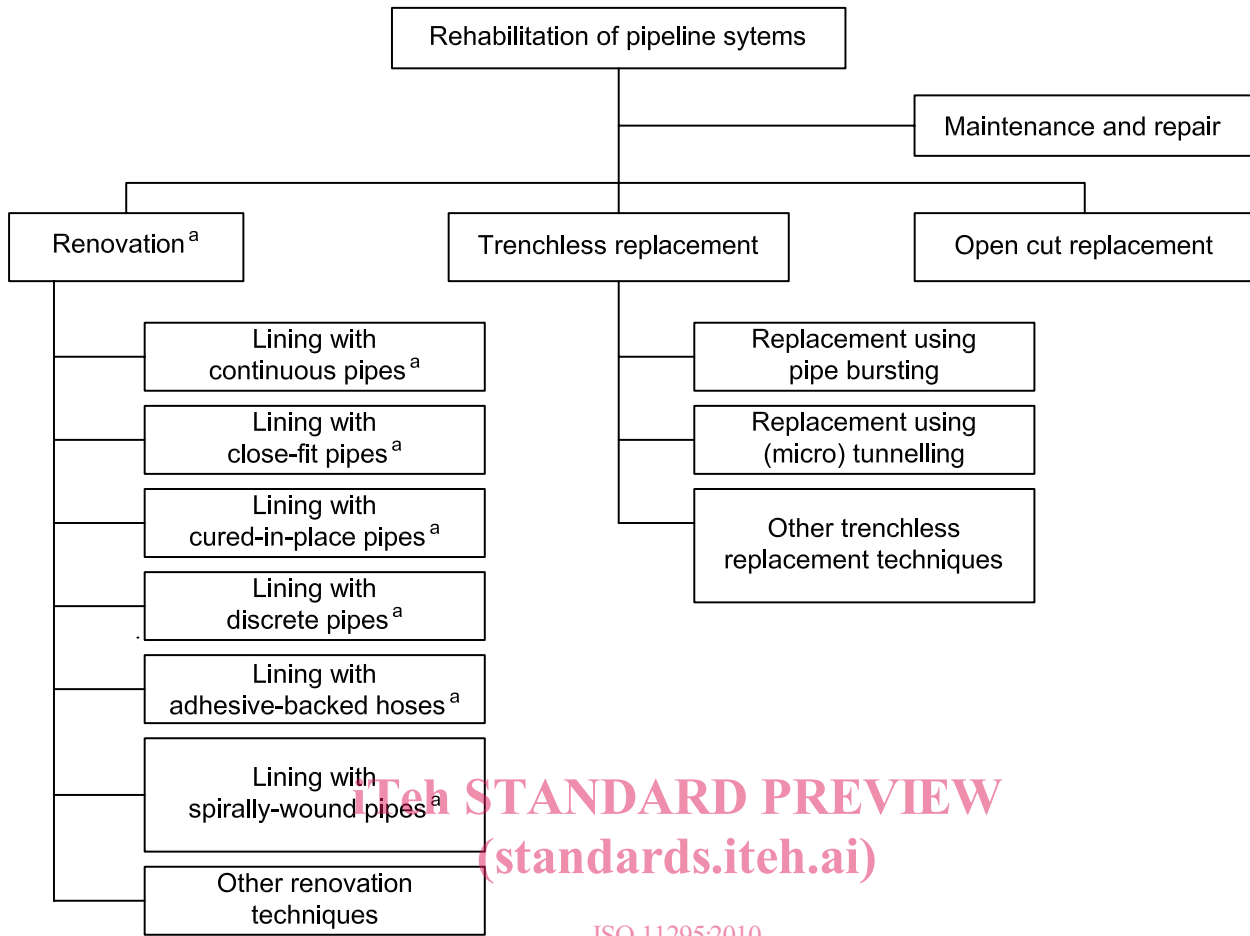 Rehabilitation of pipeline sytems
Maintenance and repair
Renovation a
Trenchless replacement
Open cut replacement
Lining with
continuous pipes a
Lining with
close-fit pipes a
Lining with
cured-in-place pipes a
Lining with
discrete pipes a
Lining with
adhesive-backed hoses a
Lining with
spirally-wound pipes a
Other renovation
techniques
Replacement using
pipe bursting
Replacement using
(micro) tunnelling
Other trenchless
replacement techniques
iTeh STANDARD PREVIEW
(standards.iteh.ai)
ISO 11295:2010